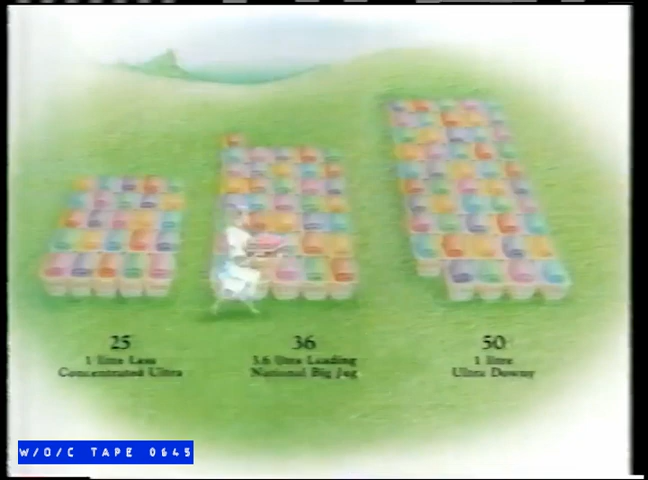 25
1 litre Less
Concentrated Ultra
36
3.6 litre Leading
National Big Jug
50
1 litre
Ultra Downy
W/O/C TAPE 0645